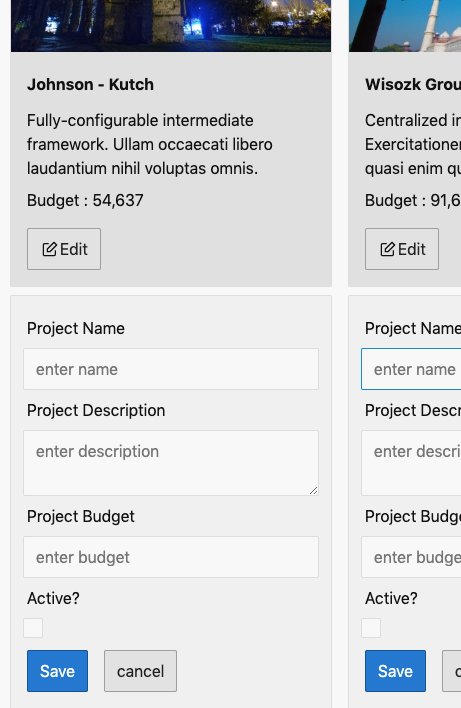 Johnson - Kutch
Fully-configurable intermediate
framework. Ullam occaecati libero
laudantium nihil voluptas omnis.
Budget : 54,637
Edit
Project Name
enter name
Project Description
enter description
Project Budget
enter budget
Active?
Save cancel
Wisozk Grou
Centralized in
Exercitatione
quasi enim qu
Budget : 91,6
Edit
Project Name
enter name
Project Descr
enter descri
Project Budge
enter budge
Active?
Save c